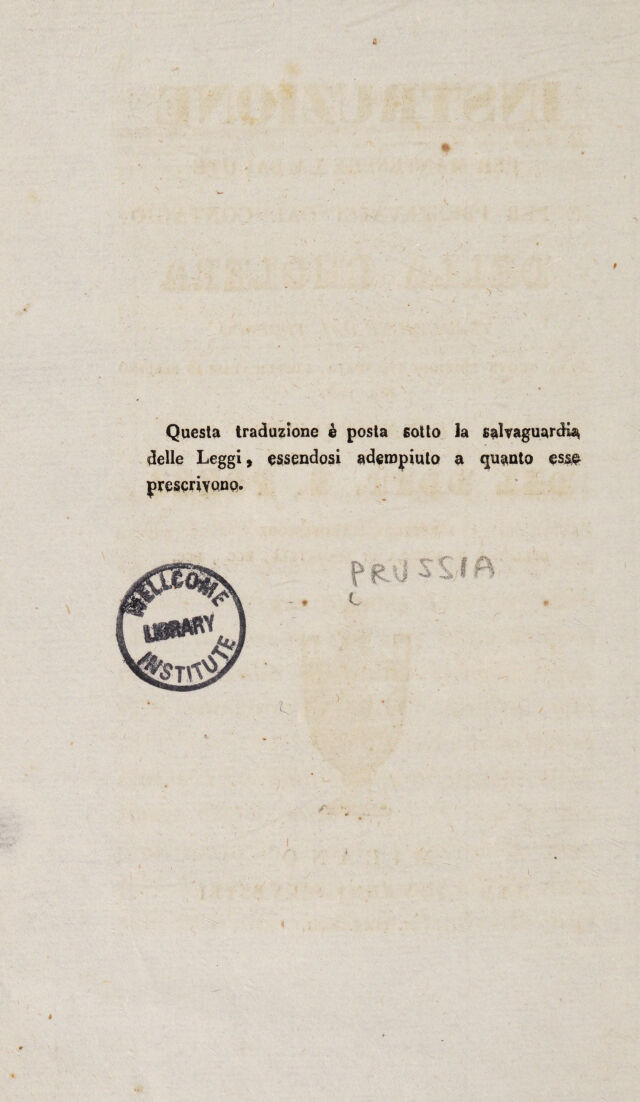 Questa traduzione è posta sotto la salvaguardia
delle Leggi, essendosi adempiuto a quanto esse
prescrivono.
PRUSSIA
WELLCOME
LIBRARY
INSTITUTE